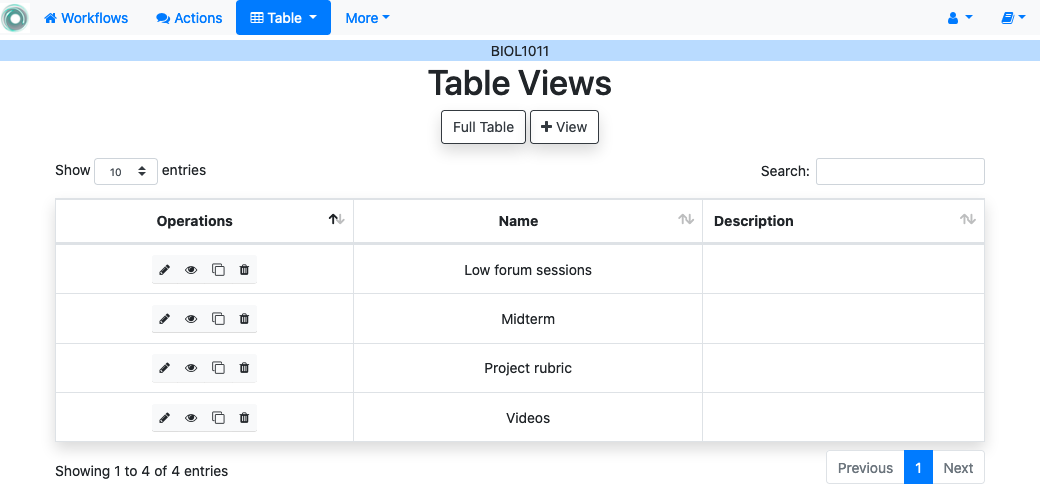 Workflows Actions Table More
BIOL1011
Table Views
Full Table + View
Show 10 entries Search:
Operations Name Description
Low forum sessions
Midterm
Project rubric
Videos
Showing 1 to 4 of 4 entries Previous 1 Next